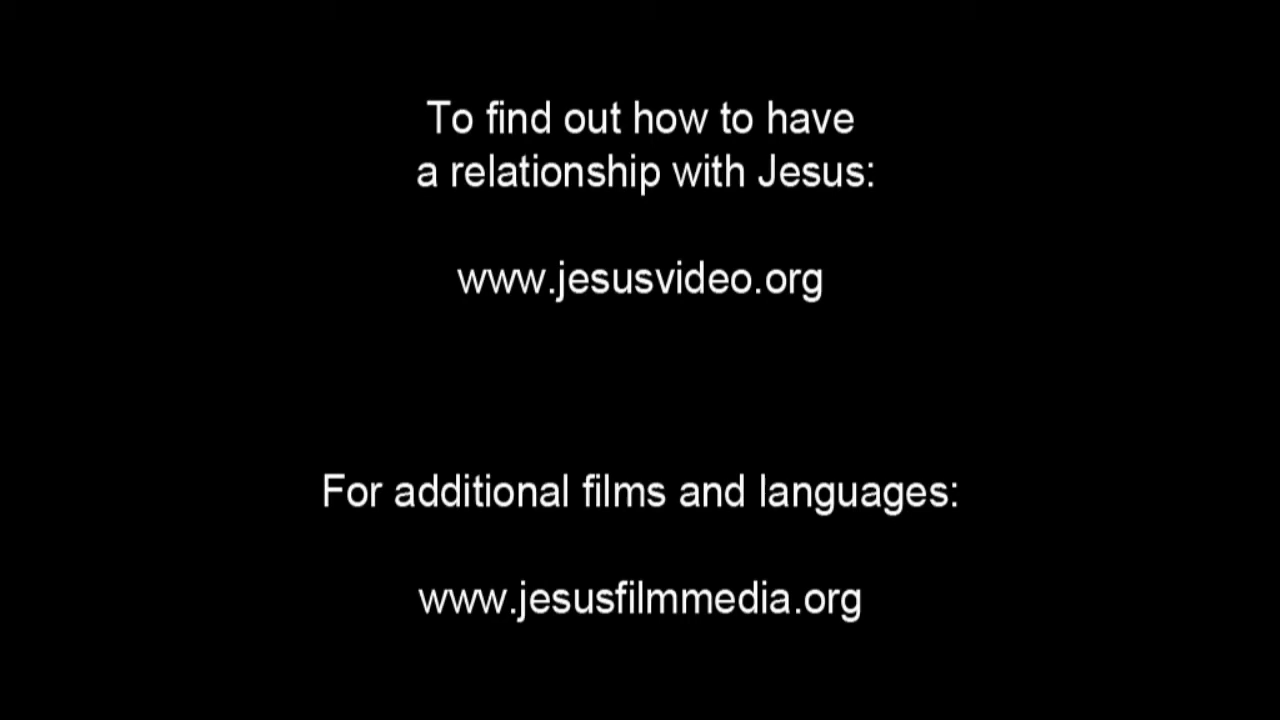 To find out how to have
a relationship with Jesus:
www.jesusvideo.org
For additional films and languages:
www.jesusfilmmedia.org